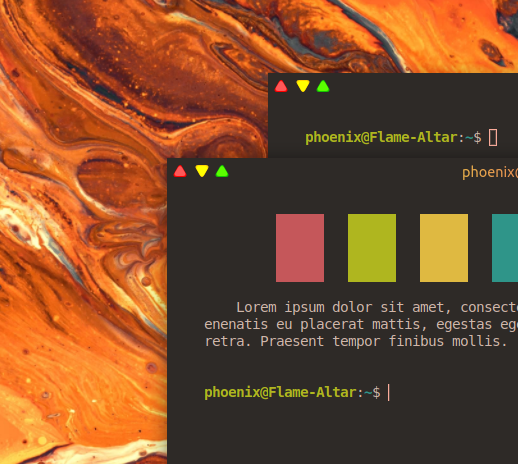 phoenix@Flame-Altar:~$
phoenix@
Lorem ipsum dolor sit amet, consect
enenatis eu placerat mattis, egestas eg
retra. Praesent tempor finibus mollis.
phoenix@Flame-Altar:~$